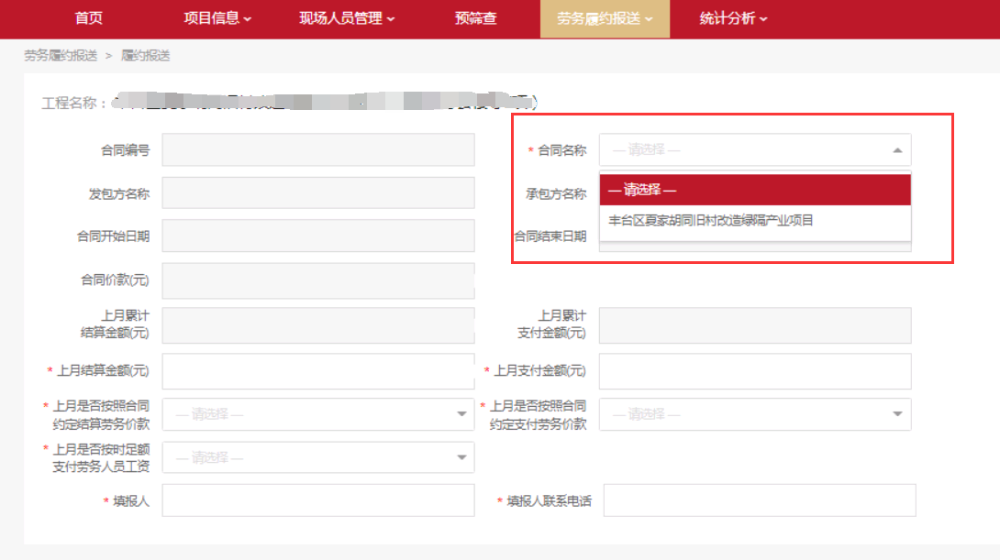 首页 项目信息 现场人员管理 预筛查 劳务履约报送 统计分析
劳务履约报送 > 履约报送
工程名称：
合同编号 * 合同名称 — 请选择 —
发包方名称 承包方名称 — 请选择 —
丰台区夏家胡同旧村改造绿隔产业项目
合同开始日期 合同结束日期
合同价款(元)
上月累计 上月累计
结算金额(元) 支付金额(元)
* 上月结算金额(元) * 上月支付金额(元)
* 上月是否按照合同 — 请选择 — * 上月是否按照合同 — 请选择 —
约定结算劳务价款 约定支付劳务价款
* 上月是否按时足额 — 请选择 —
支付劳务人员工资
* 填报人 * 填报人联系电话